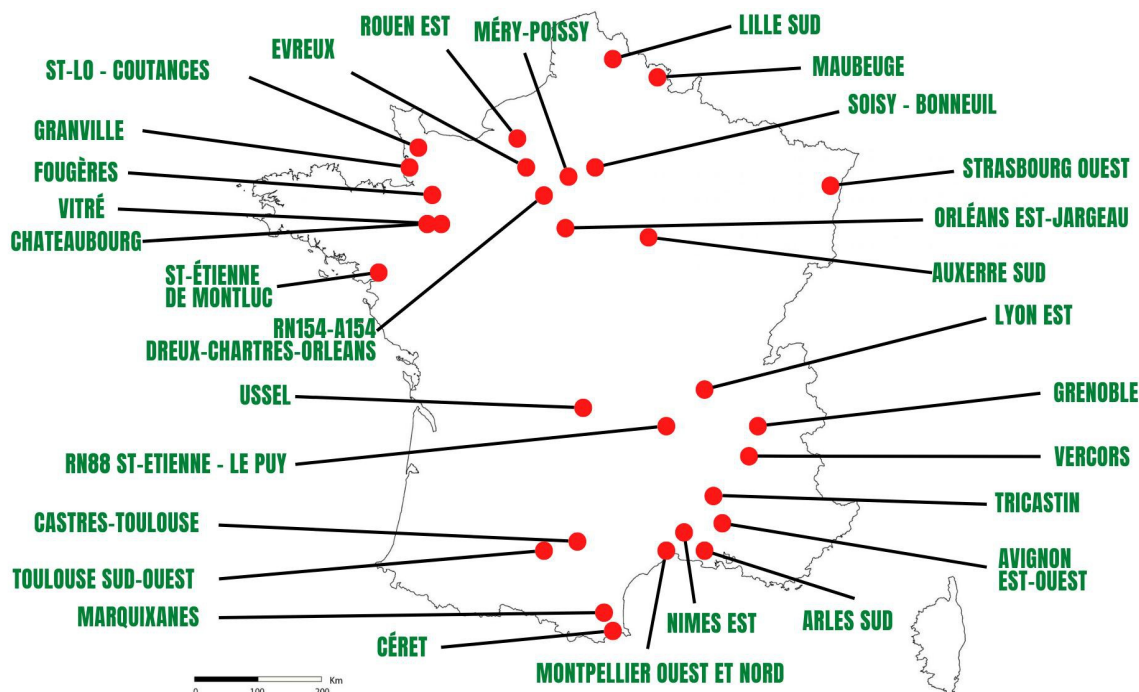 ROUEN EST
MÉRY-POISSY
LILLE SUD
EVREUX
MAUBEUGE
ST-LO - COUTANCES
SOISY - BONNEUIL
GRANVILLE
FOUGÈRES
STRASBOURG OUEST
VITRÉ
ORLÉANS EST-JARGEAU
CHATEAUBOURG
ST-ÉTIENNE
DE MONTLUC
AUXERRE SUD
RN154-A154
DREUX-CHARTRES-ORLEANS
LYON EST
USSEL
GRENOBLE
RN88 ST-ETIENNE - LE PUY
VERCORS
TRICASTIN
CASTRES-TOULOUSE
AVIGNON
EST-OUEST
TOULOUSE SUD-OUEST
MARQUIXANES
NIMES EST
ARLES SUD
CÉRET
MONTPELLIER OUEST ET NORD
Km
0 100 200